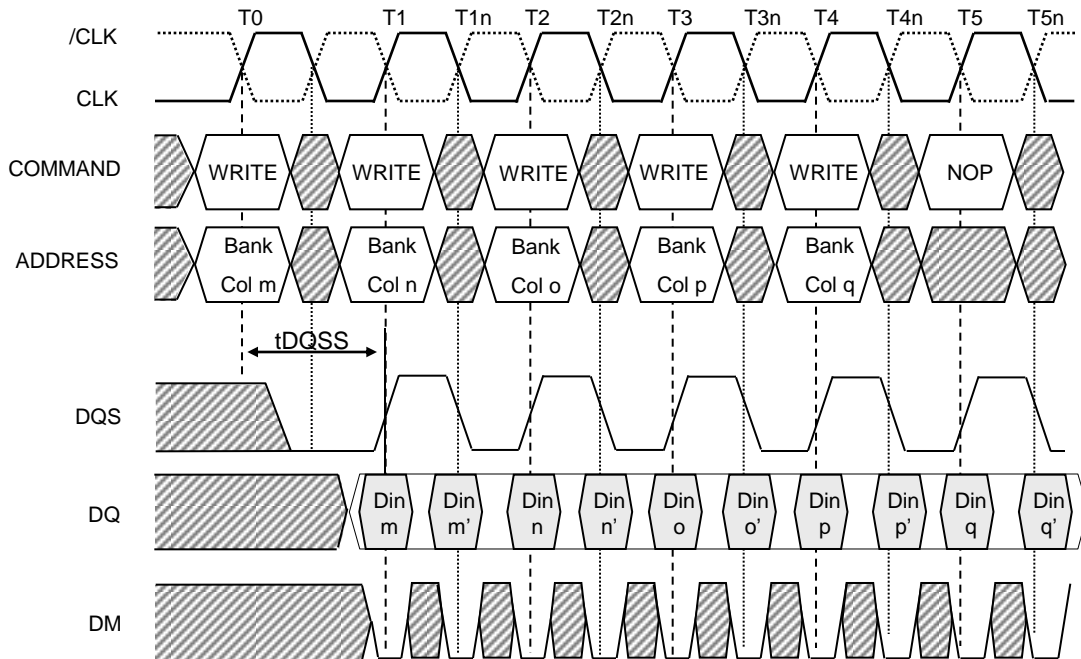 T0 T1 T1n T2 T2n T3 T3n T4 T4n T5 T5n
/CLK
CLK
COMMAND WRITE WRITE WRITE WRITE WRITE NOP
ADDRESS
Bank Bank Bank Bank Bank
Col m Col n Col o Col p Col q
tDQSS
DQS
DQ
Din Din Din Din Din Din Din Din Din Din
m m’ n n’ o o’ p p’ q q’
DM